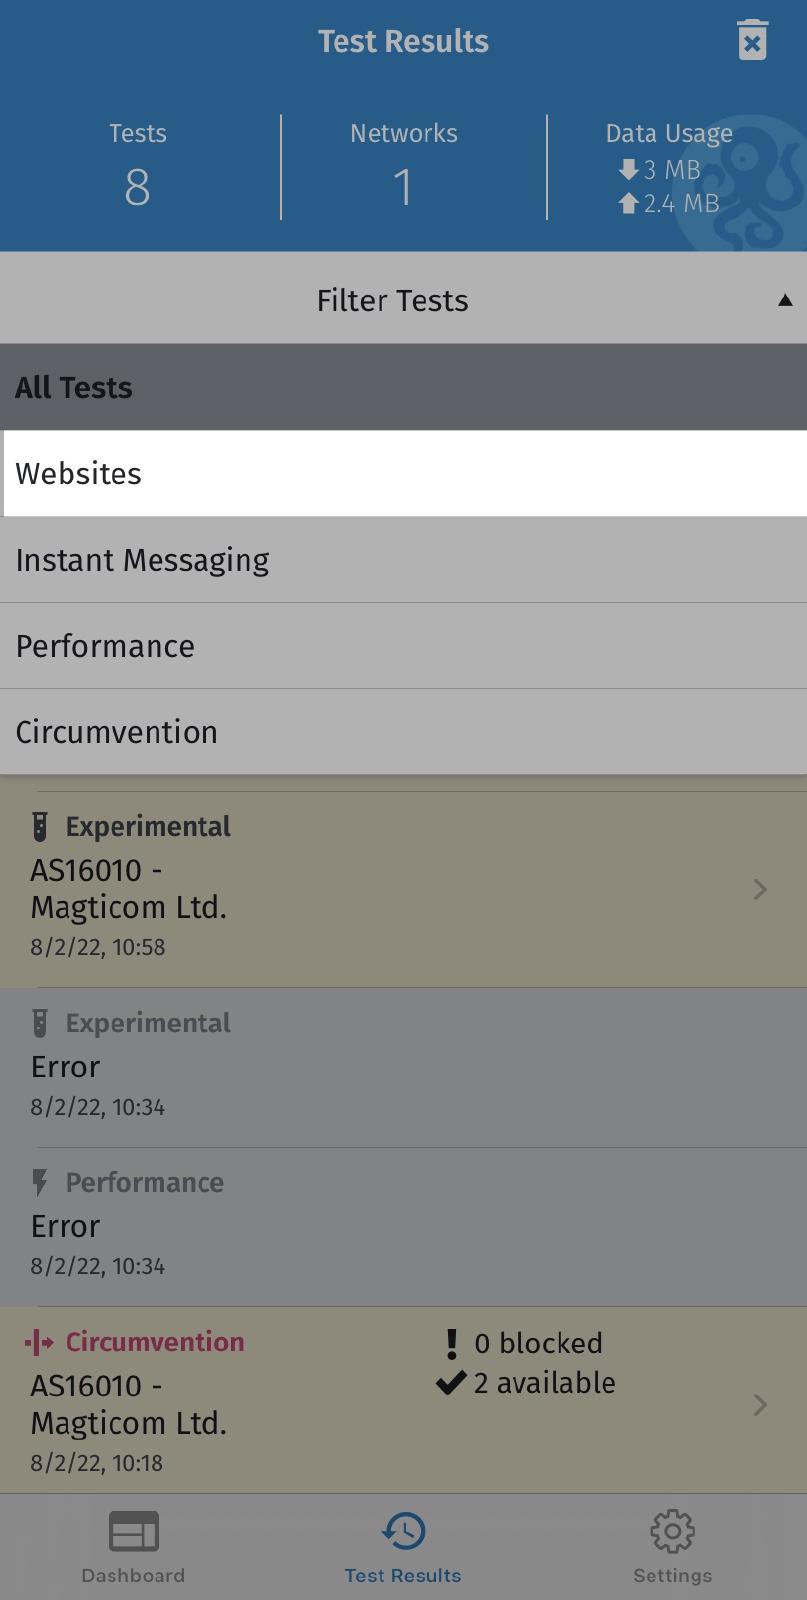 Test Results
Tests
8
Networks
1
Data Usage
3 MB
2.4 MB
Filter Tests
All Tests
Websites
Instant Messaging
Performance
Circumvention
Experimental
AS16010 -
Magticom Ltd.
8/2/22, 10:58
Experimental
Error
8/2/22, 10:34
Performance
Error
8/2/22, 10:34
Circumvention
AS16010 -
Magticom Ltd.
8/2/22, 10:18
0 blocked
2 available
Dashboard
Test Results
Settings